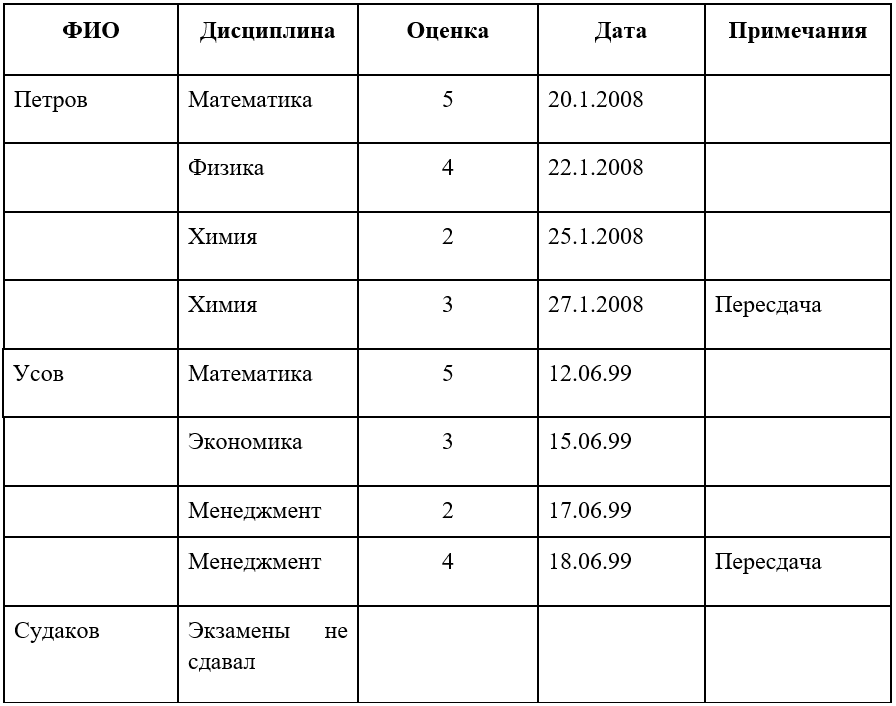 ФИО Дисциплина Оценка Дата Примечания
Петров Математика 5 20.1.2008
Физика 4 22.1.2008
Химия 2 25.1.2008
Химия 3 27.1.2008 Пересдача
Усов Математика 5 12.06.99
Экономика 3 15.06.99
Менеджмент 2 17.06.99
Менеджмент 4 18.06.99 Пересдача
Судаков Экзамены не
сдавал